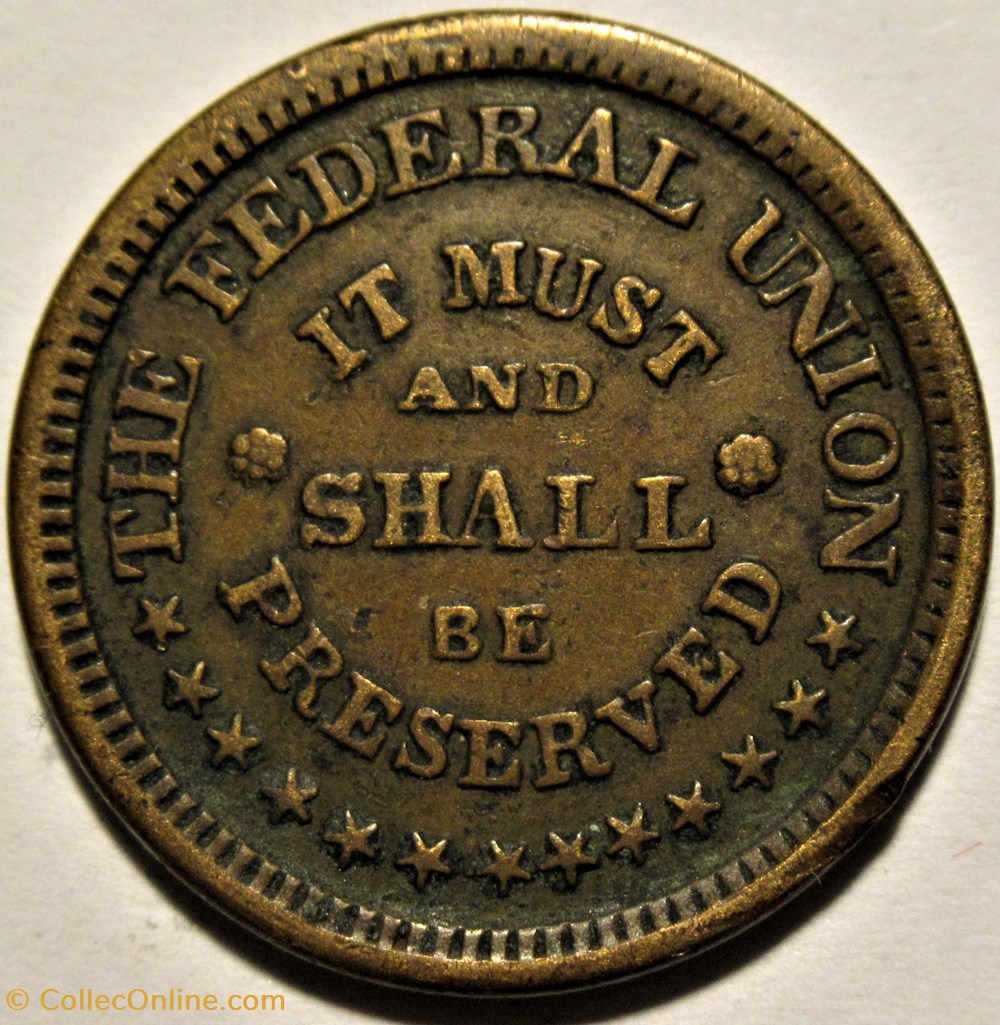 THE FEDERAL UNION
IT MUST
AND
SHALL
BE
PRESERVED
© CollecOnline.com